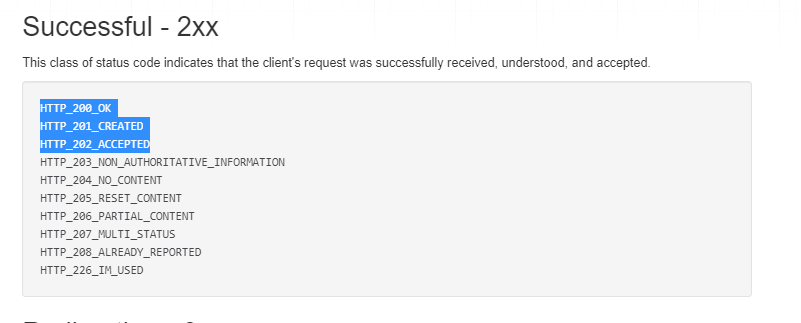 Successful - 2xx
This class of status code indicates that the client's request was successfully received, understood, and accepted.
HTTP_200_OK
HTTP_201_CREATED
HTTP_202_ACCEPTED
HTTP_203_NON_AUTHORITATIVE_INFORMATION
HTTP_204_NO_CONTENT
HTTP_205_RESET_CONTENT
HTTP_206_PARTIAL_CONTENT
HTTP_207_MULTI_STATUS
HTTP_208_ALREADY_REPORTED
HTTP_226_IM_USED